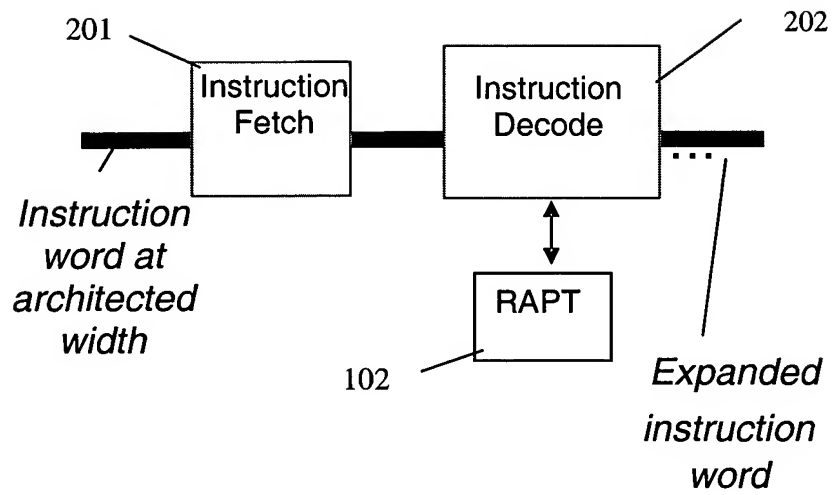 201
202
Instruction
Fetch
Instruction
Decode
...
Instruction
word at
architected
width
RAPT
102
Expanded
instruction
word